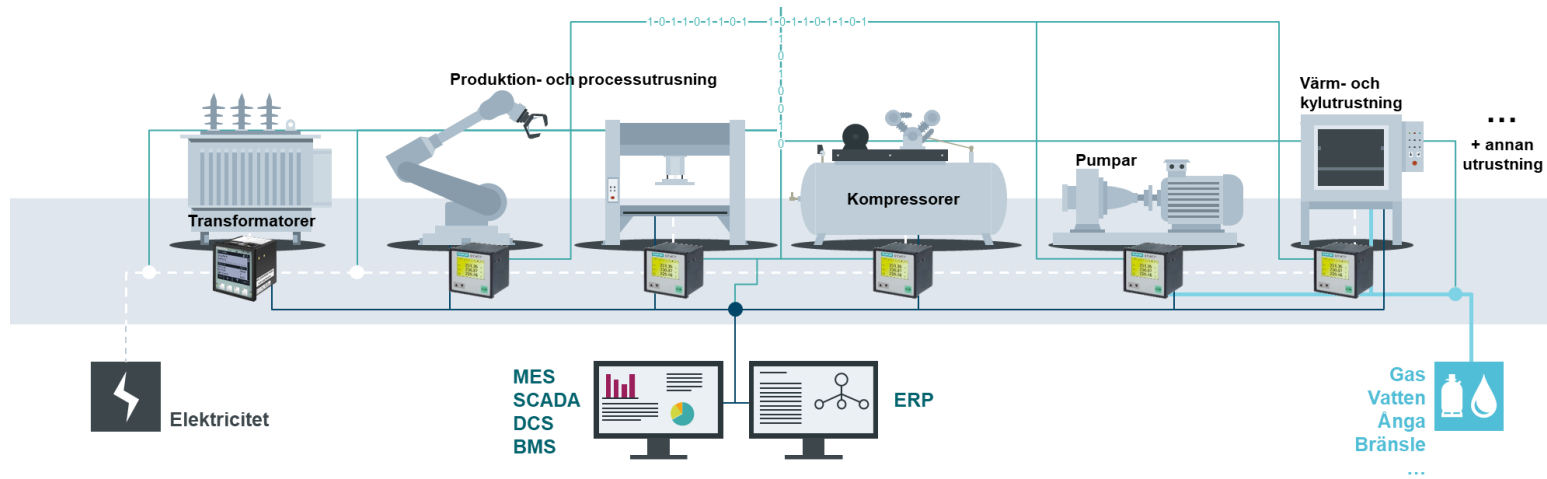 1-0-1-1-0-1-1-0-1
1-0-1-1-0-1-1-0-1
Produktion- och processutrusning
Värm- och
kylutrustning
...
+ annan
utrustning
Pumpar
Kompressorer
Transformatorer
Elektricitet
MES
SCADA
DCS
BMS
ERP
Gas
Vatten
Ånga
Bränsle
...